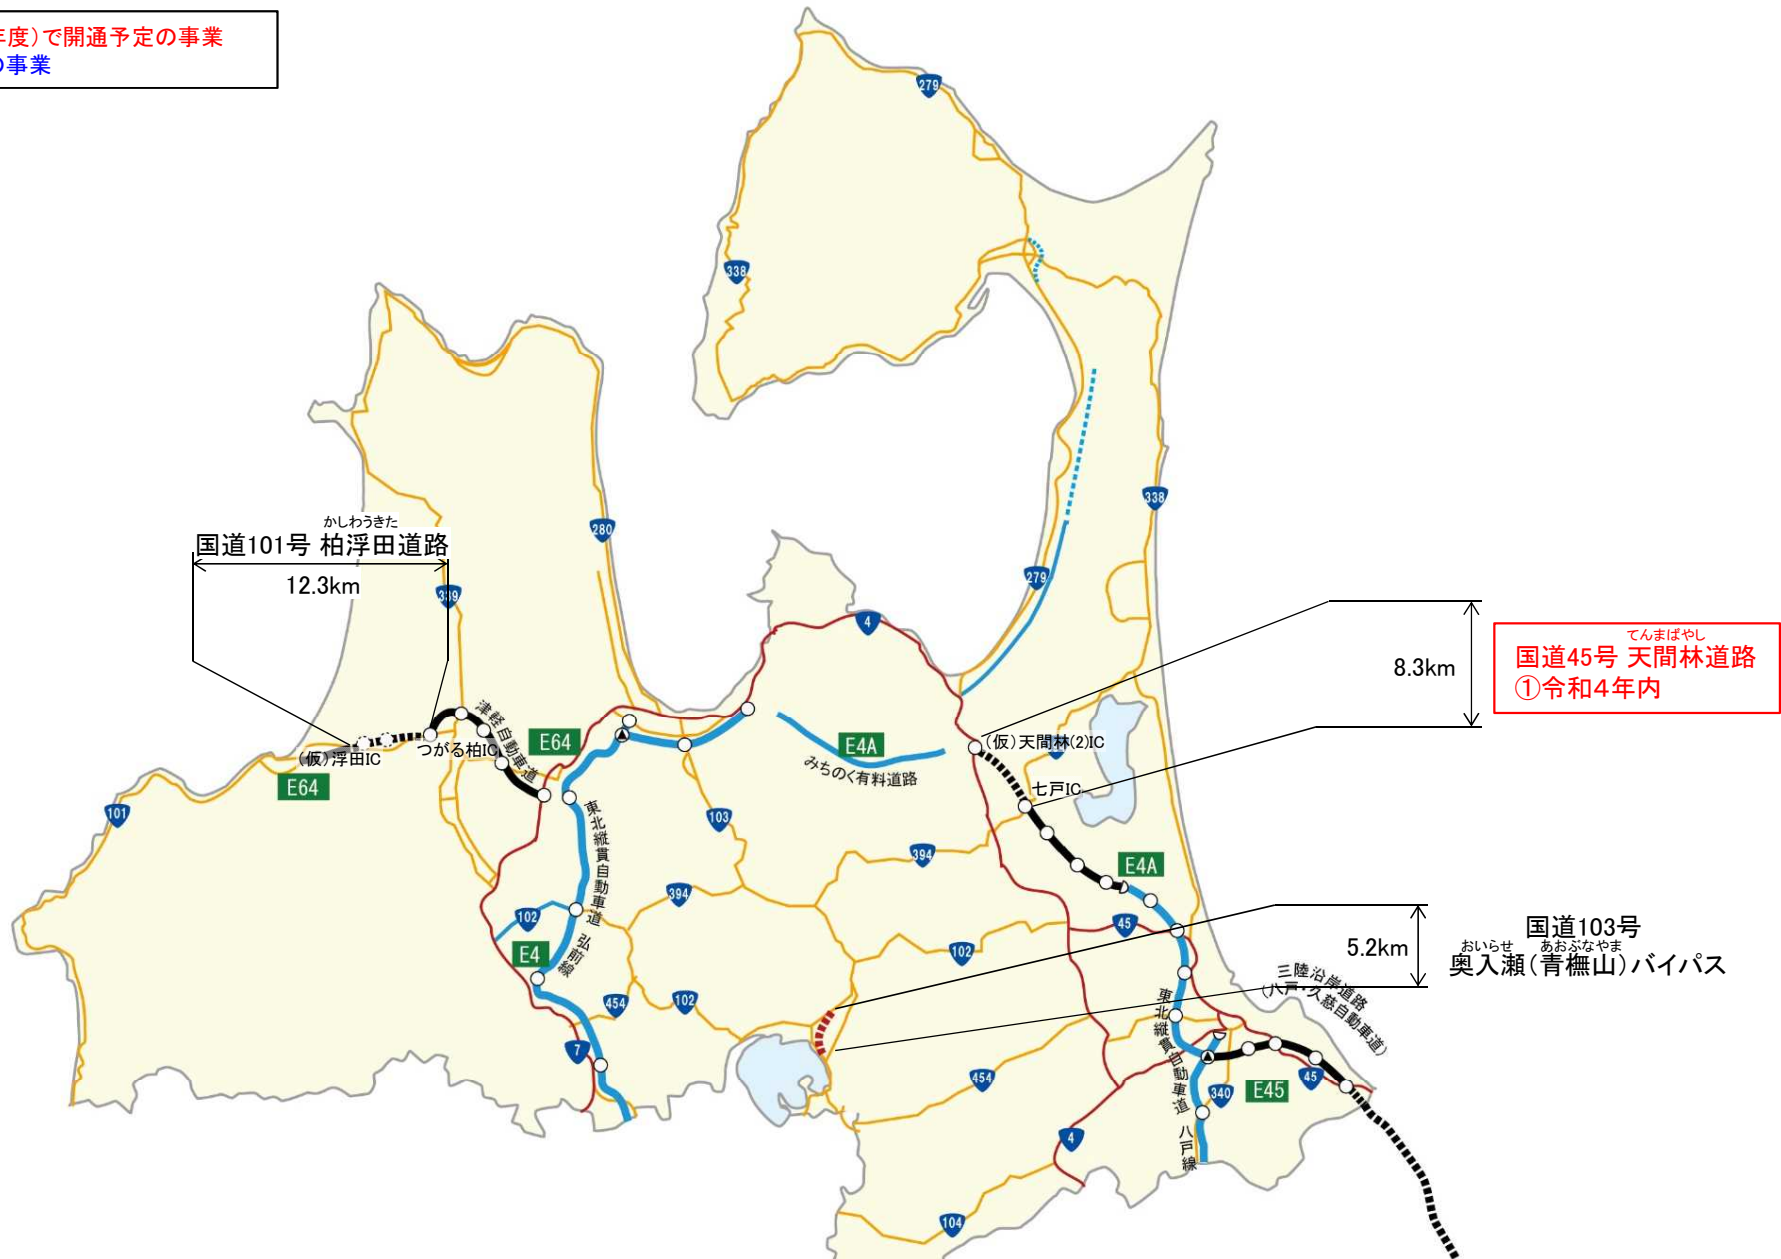 年度)で開通予定の事業
の事業
279
338
かしわうきた
国道101号 柏浮田道路
12.3km
280
339
338
279
4
8.3km
てんまばやし
国道45号 天間林道路
①令和4年内
(仮)浮田IC
つがる柏IC
津軽自動車道
E64
E64
E4A
みちのく有料道路
(仮)天間林(2)IC
七戸IC
101
103
394
E4A
東北縦貫自動車道 弘前線
394
102
E4
45
102
5.2km
国道103号
おいらせ あおぶなやま
奥入瀬(青橅山)バイパス
三陸沿岸道路
(八戸・久慈自動車道)
454
102
7
東北縦貫自動車道 八戸線
454
340
E45
45
4
104